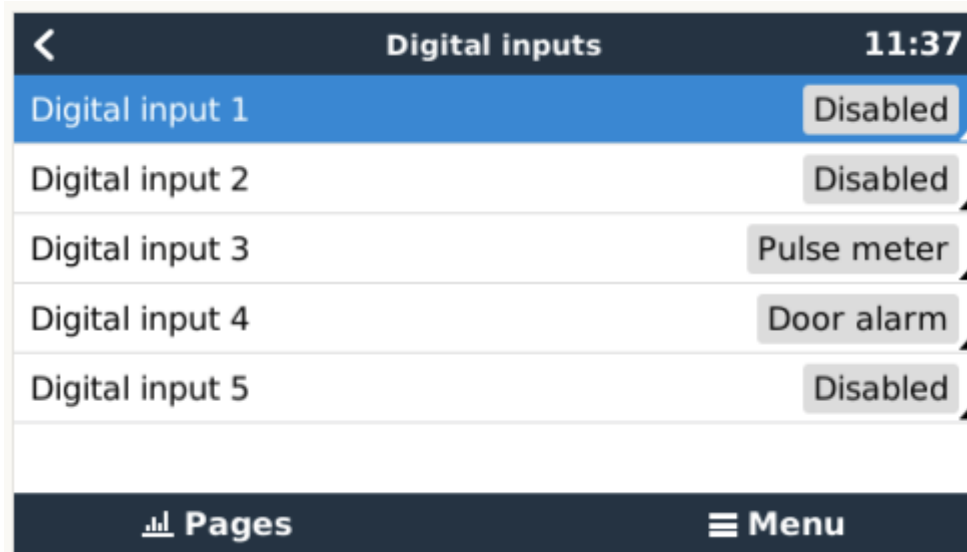 Digital inputs 11:37
Digital input 1 Disabled
Digital input 2 Disabled
Digital input 3 Pulse meter
Digital input 4 Door alarm
Digital input 5 Disabled
Pages Menu